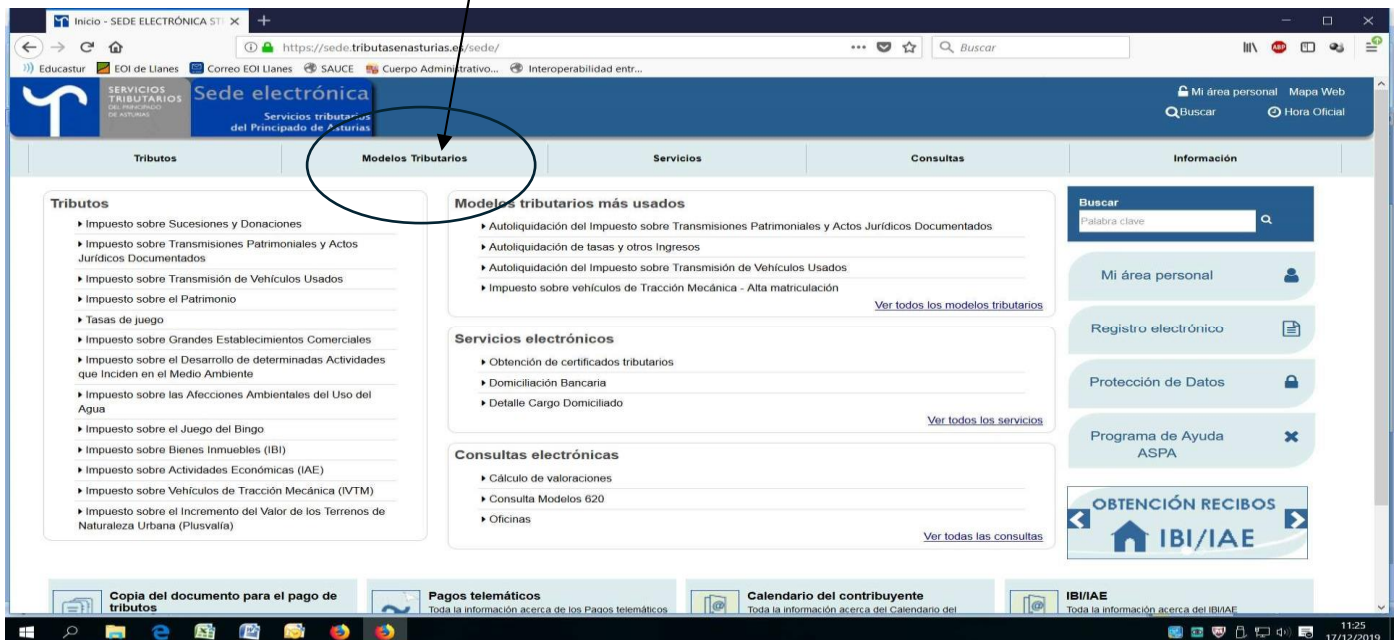 Inicio - SEDE ELECTRÓNICA STI
https://sede.tributasenasturias.es/sede/
Buscar
Educastur EOI de Llanes Correo EOI Llanes SAUCE Cuerpo Administrativo... Interoperabilidad entr...
SERVICIOS
TRIBUTARIOS
DEL PRINCIPADO
DE ASTURIAS
Sede electrónica
Servicios tributarios
del Principado de Asturias
Mi área personal Mapa Web
Buscar Hora Oficial
Tributos Modelos Tributarios Servicios Consultas Información
Tributos
Impuesto sobre Sucesiones y Donaciones
Impuesto sobre Transmisiones Patrimoniales y Actos
Jurídicos Documentados
Impuesto sobre Transmisión de Vehículos Usados
Impuesto sobre el Patrimonio
Tasas de juego
Impuesto sobre Grandes Establecimientos Comerciales
Impuesto sobre el Desarrollo de determinadas Actividades
que Inciden en el Medio Ambiente
Impuesto sobre las Afecciones Ambientales del Uso del
Agua
Impuesto sobre el Juego del Bingo
Impuesto sobre Bienes Inmuebles (IBI)
Impuesto sobre Actividades Económicas (IAE)
Impuesto sobre Vehículos de Tracción Mecánica (IVTM)
Impuesto sobre el Incremento del Valor de los Terrenos de
Naturaleza Urbana (Plusvalía)
Modelos tributarios más usados
Autoliquidación del Impuesto sobre Transmisiones Patrimoniales y Actos Jurídicos Documentados
Autoliquidación de tasas y otros Ingresos
Autoliquidación del Impuesto sobre Transmisión de Vehículos Usados
Impuesto sobre vehículos de Tracción Mecánica - Alta matriculación
Ver todos los modelos tributarios
Servicios electrónicos
Obtención de certificados tributarios
Domiciliación Bancaria
Detalle Cargo Domiciliado
Ver todos los servicios
Consultas electrónicas
Cálculo de valoraciones
Consulta Modelos 620
Oficinas
Ver todas las consultas
Buscar
Palabra clave
Mi área personal
Registro electrónico
Protección de Datos
Programa de Ayuda
ASPA
OBTENCIÓN RECIBOS
IBI/IAE
Copia del documento para el pago de
tributos
Pagos telemáticos
Toda la información acerca de los Pagos telemáticos
Calendario del contribuyente
Toda la información acerca del Calendario del
IBI/IAE
Toda la información acerca del IBI/IAE
11:25
17/12/2019